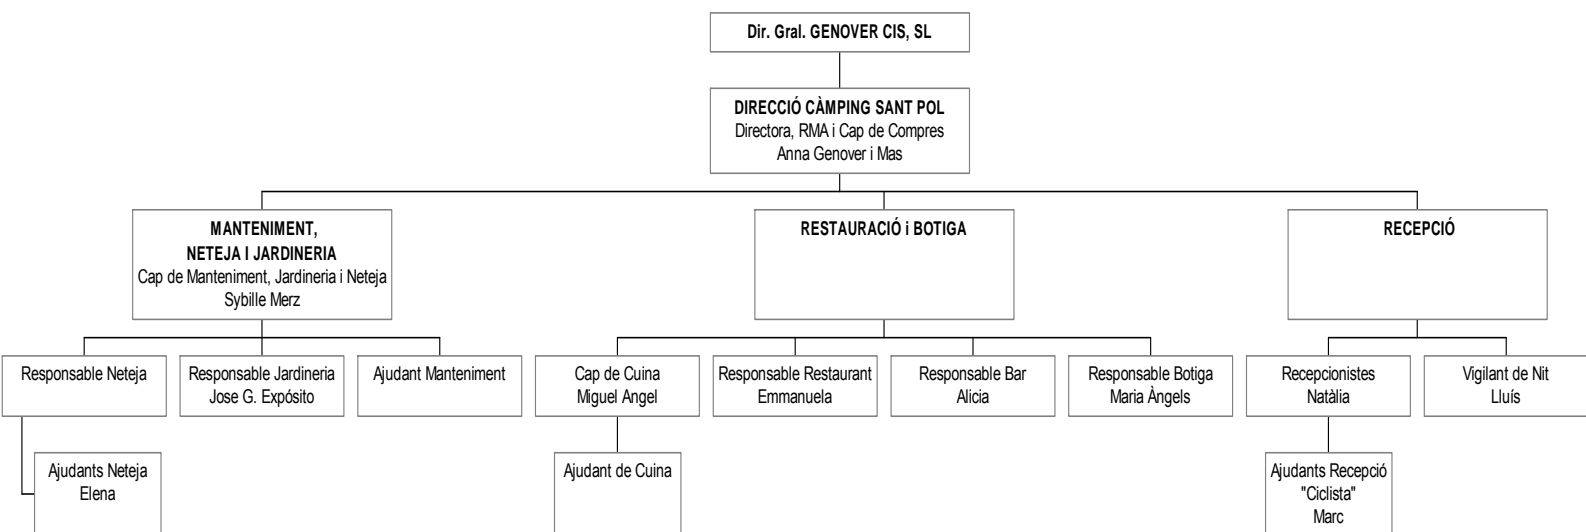 Dir. Gral. GENOVER CIS, SL
DIRECCIÓ CÀMPING SANT POL
Directora, RMA i Cap de Compres
Anna Genover i Mas
MANTENIMENT,
NETEJA I JARDINERIA
Cap de Manteniment, Jardineria i Neteja
Sybille Merz
RESTAURACIÓ i BOTIGA
RECEPCIÓ
Responsable Neteja
Responsable Jardineria
Jose G. Expósito
Ajudant Manteniment
Cap de Cuina
Miguel Angel
Responsable Restaurant
Emmanuela
Responsable Bar
Alicia
Responsable Botiga
Maria Àngels
Recepcionistes
Natàlia
Vigilant de Nit
Lluís
Ajudants Neteja
Elena
Ajudant de Cuina
Ajudants Recepció
"Ciclista"
Marc